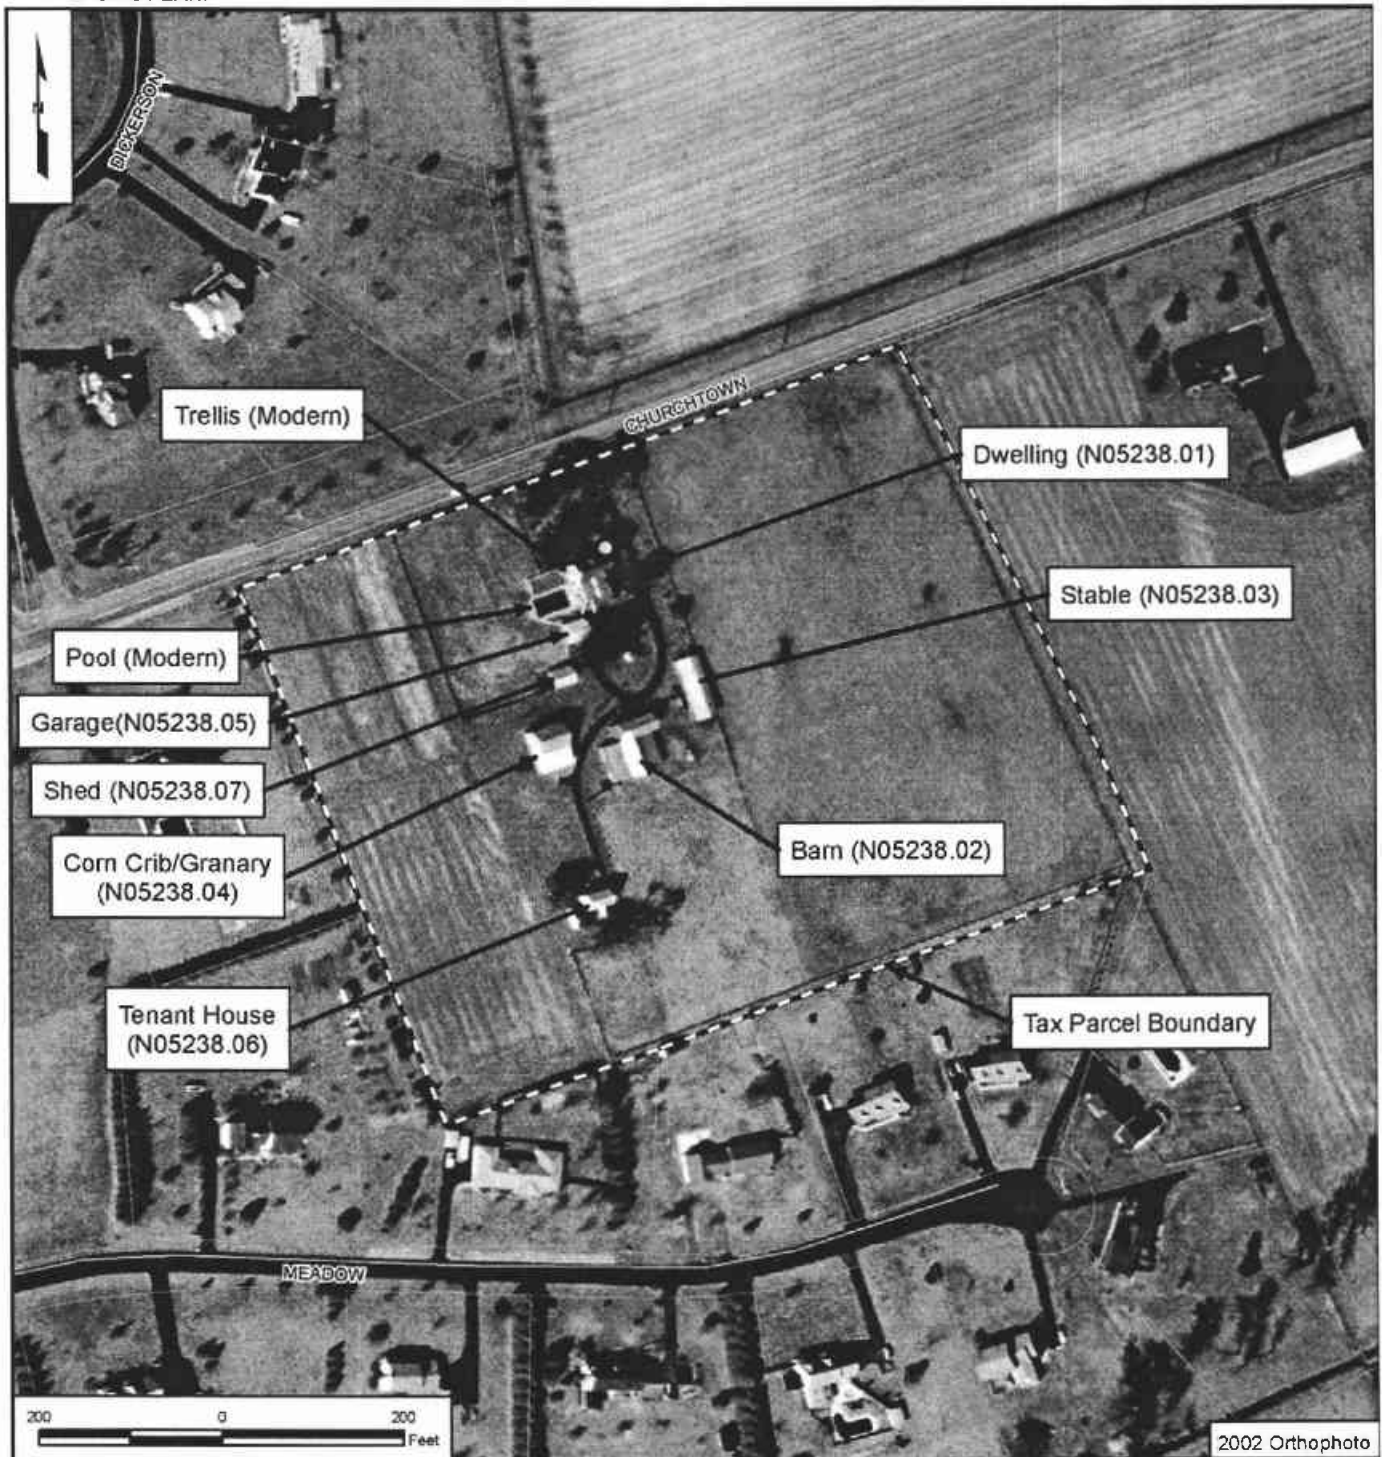 N
DICKERSON
CHURCHTOWN
Trellis (Modern)
Dwelling (N05238.01)
Stable (N05238.03)
Pool (Modern)
Garage(N05238.05)
Shed (N05238.07)
Corn Crib/Granary
(N05238.04)
Barn (N05238.02)
Tenant House
(N05238.06)
Tax Parcel Boundary
MEADOW
200 0 200
Feet
2002 Orthophoto